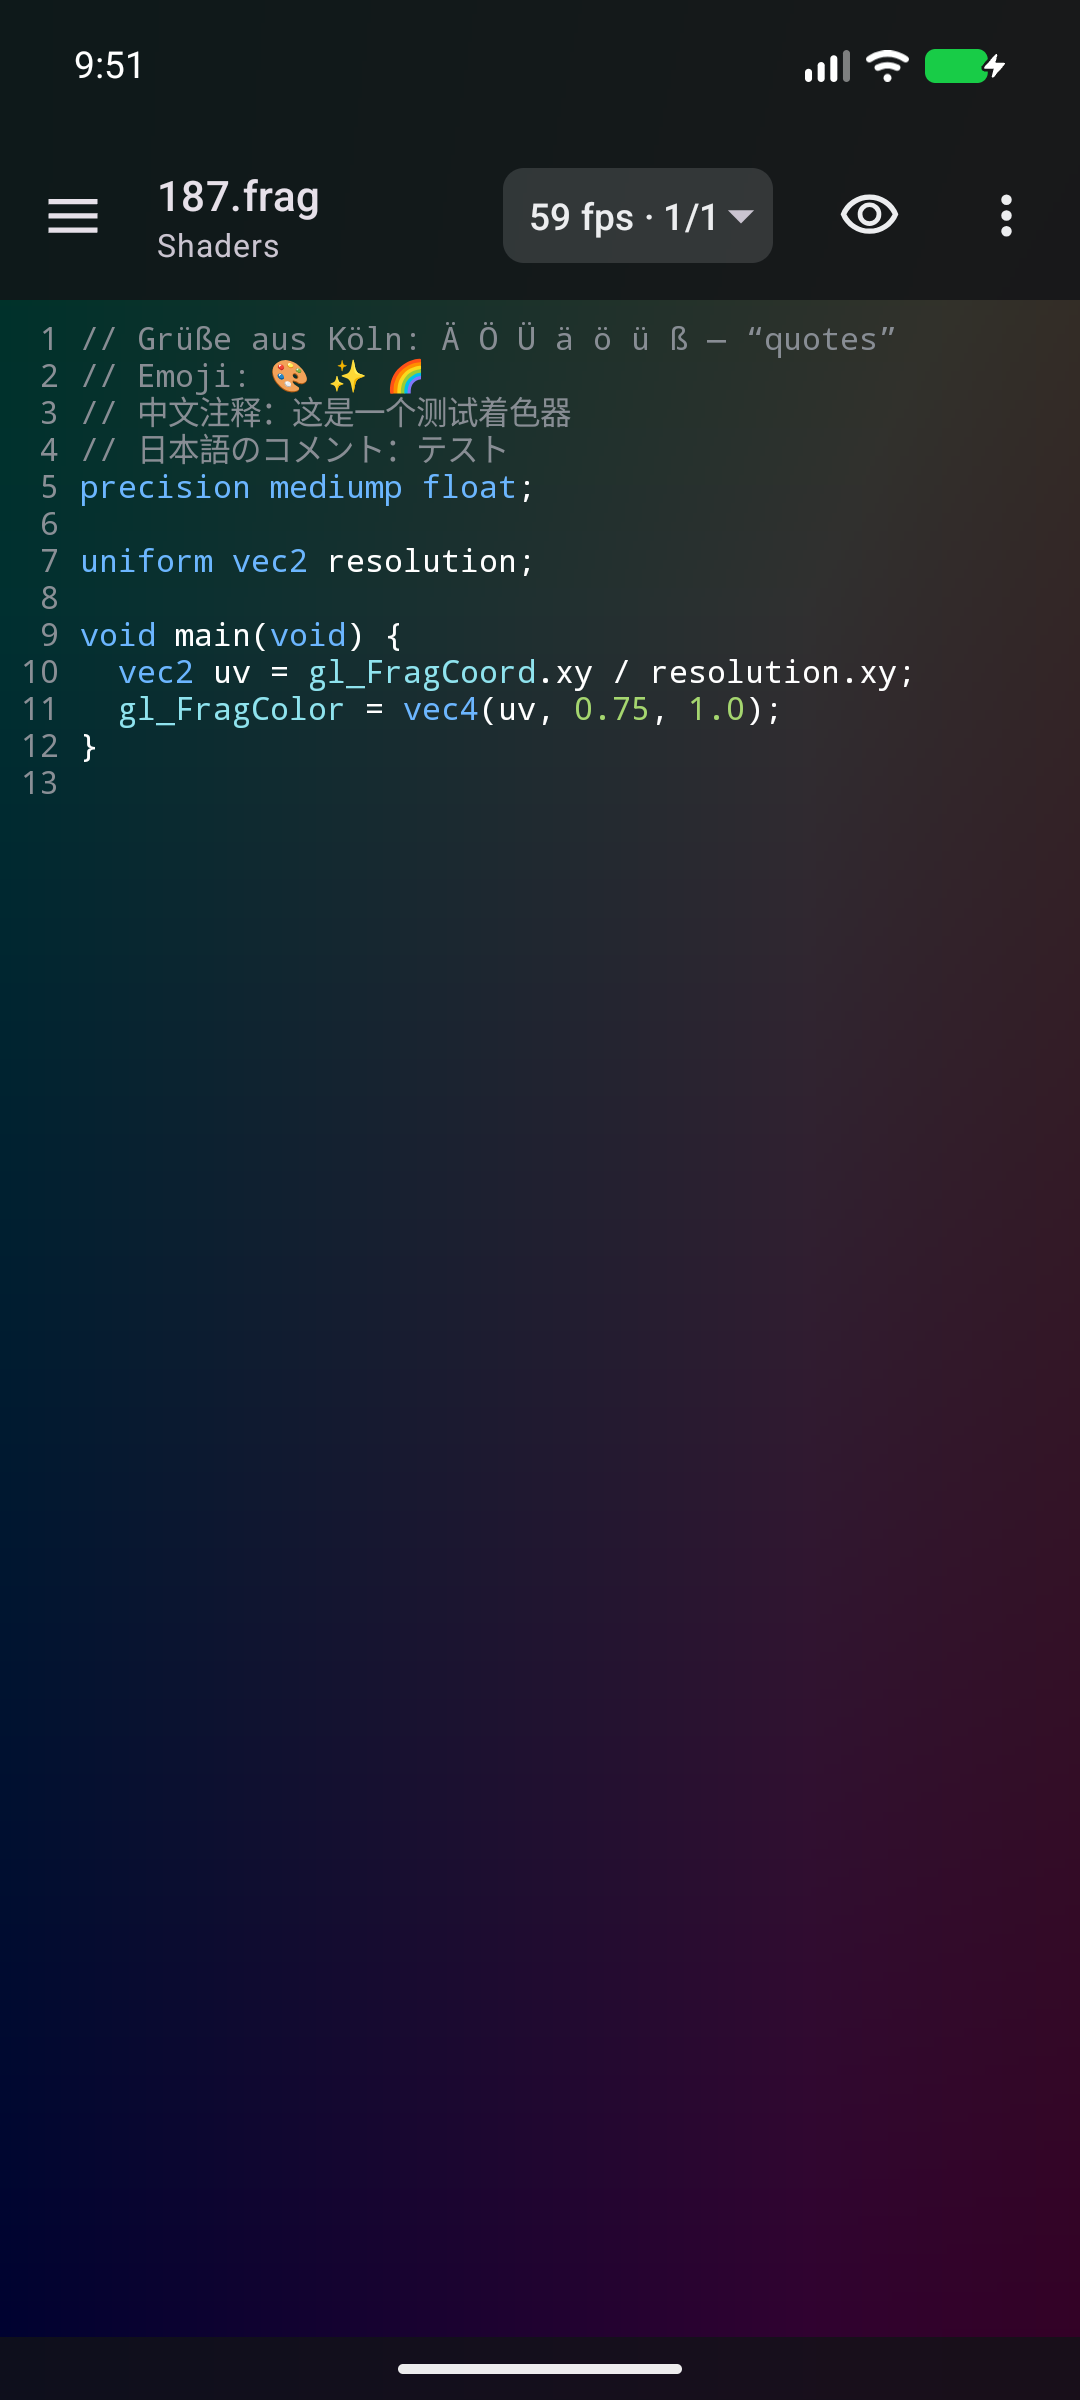 9:51
187.frag
Shaders
59 fps · 1/1
1 // Grüße aus Köln: Ä Ö Ü ä ö ü ß – “quotes”
2 // Emoji: 🎨 ✨ 🌈
3 // 中文注释：这是一个测试着色器
4 // 日本語のコメント：テスト
5 precision mediump float;
6
7 uniform vec2 resolution;
8
9 void main(void) {
10   vec2 uv = gl_FragCoord.xy / resolution.xy;
11   gl_FragColor = vec4(uv, 0.75, 1.0);
12 }
13